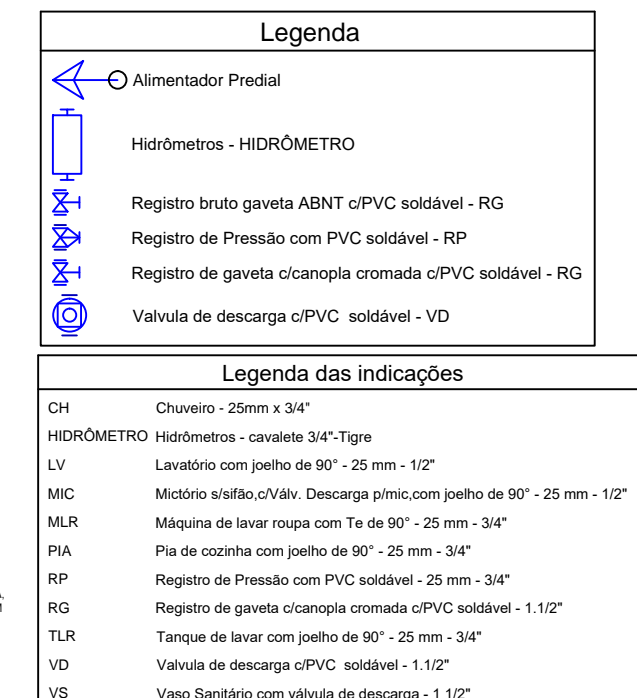 Legenda
Alimentador Predial
Hidrômetros - HIDRÔMETRO
Registro bruto gaveta ABNT c/PVC soldável - RG
Registro de Pressão com PVC soldável - RP
Registro de gaveta c/canopla cromada c/PVC soldável - RG
Valvula de descarga c/PVC soldável - VD
Legenda das indicações
CH Chuveiro - 25mm x 3/4"
HIDRÔMETRO Hidrômetros - cavalete 3/4"-Tigre
LV Lavatório com joelho de 90° - 25 mm - 1/2"
MIC Mictório s/sifão,c/Válv. Descarga p/mic,com joelho de 90° - 25 mm - 1/2"
MLR Máquina de lavar roupa com Te de 90° - 25 mm - 3/4"
PIA Pia de cozinha com joelho de 90° - 25 mm - 3/4"
RP Registro de Pressão com PVC soldável - 25 mm - 3/4"
RG Registro de gaveta c/canopla cromada c/PVC soldável - 1.1/2"
TLR Tanque de lavar com joelho de 90° - 25 mm - 3/4"
VD Valvula de descarga c/PVC soldável - 1.1/2"
VS Vaso Sanitário com válvula de descarga - 1 1/2"